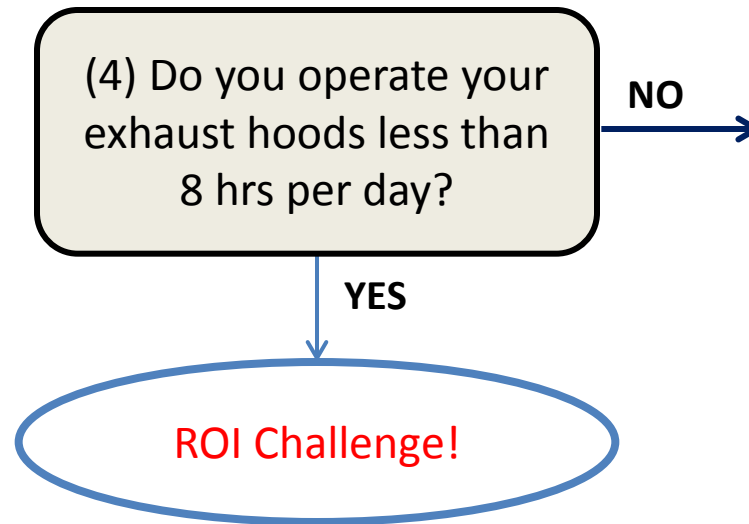 (4) Do you operate your
exhaust hoods less than
8 hrs per day?
NO
YES
ROI Challenge!